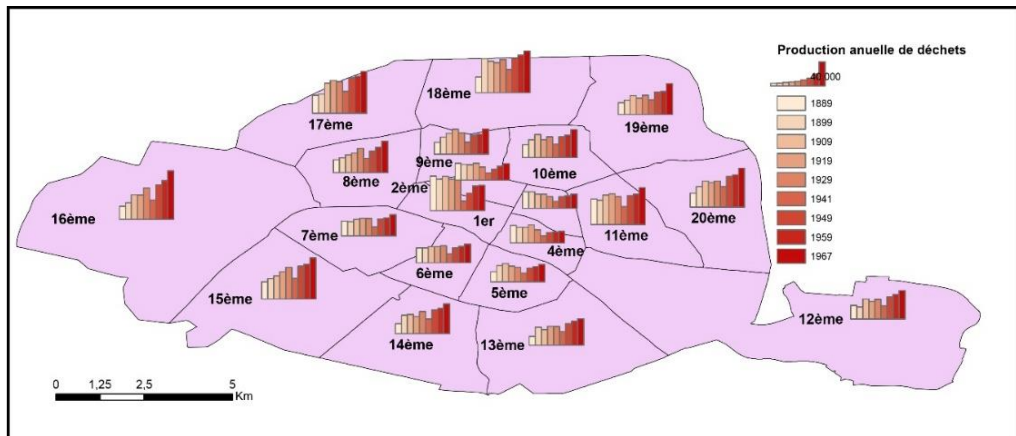 Production anuelle de déchets
40 000
1889
1899
1909
1919
1929
1941
1949
1959
1967
18ème
17ème
19ème
9ème
10ème
8ème
2ème
16ème
20ème
1er
11ème
7ème
4ème
6ème
5ème
15ème
12ème
14ème
13ème
0 1,25 2,5 5
Km